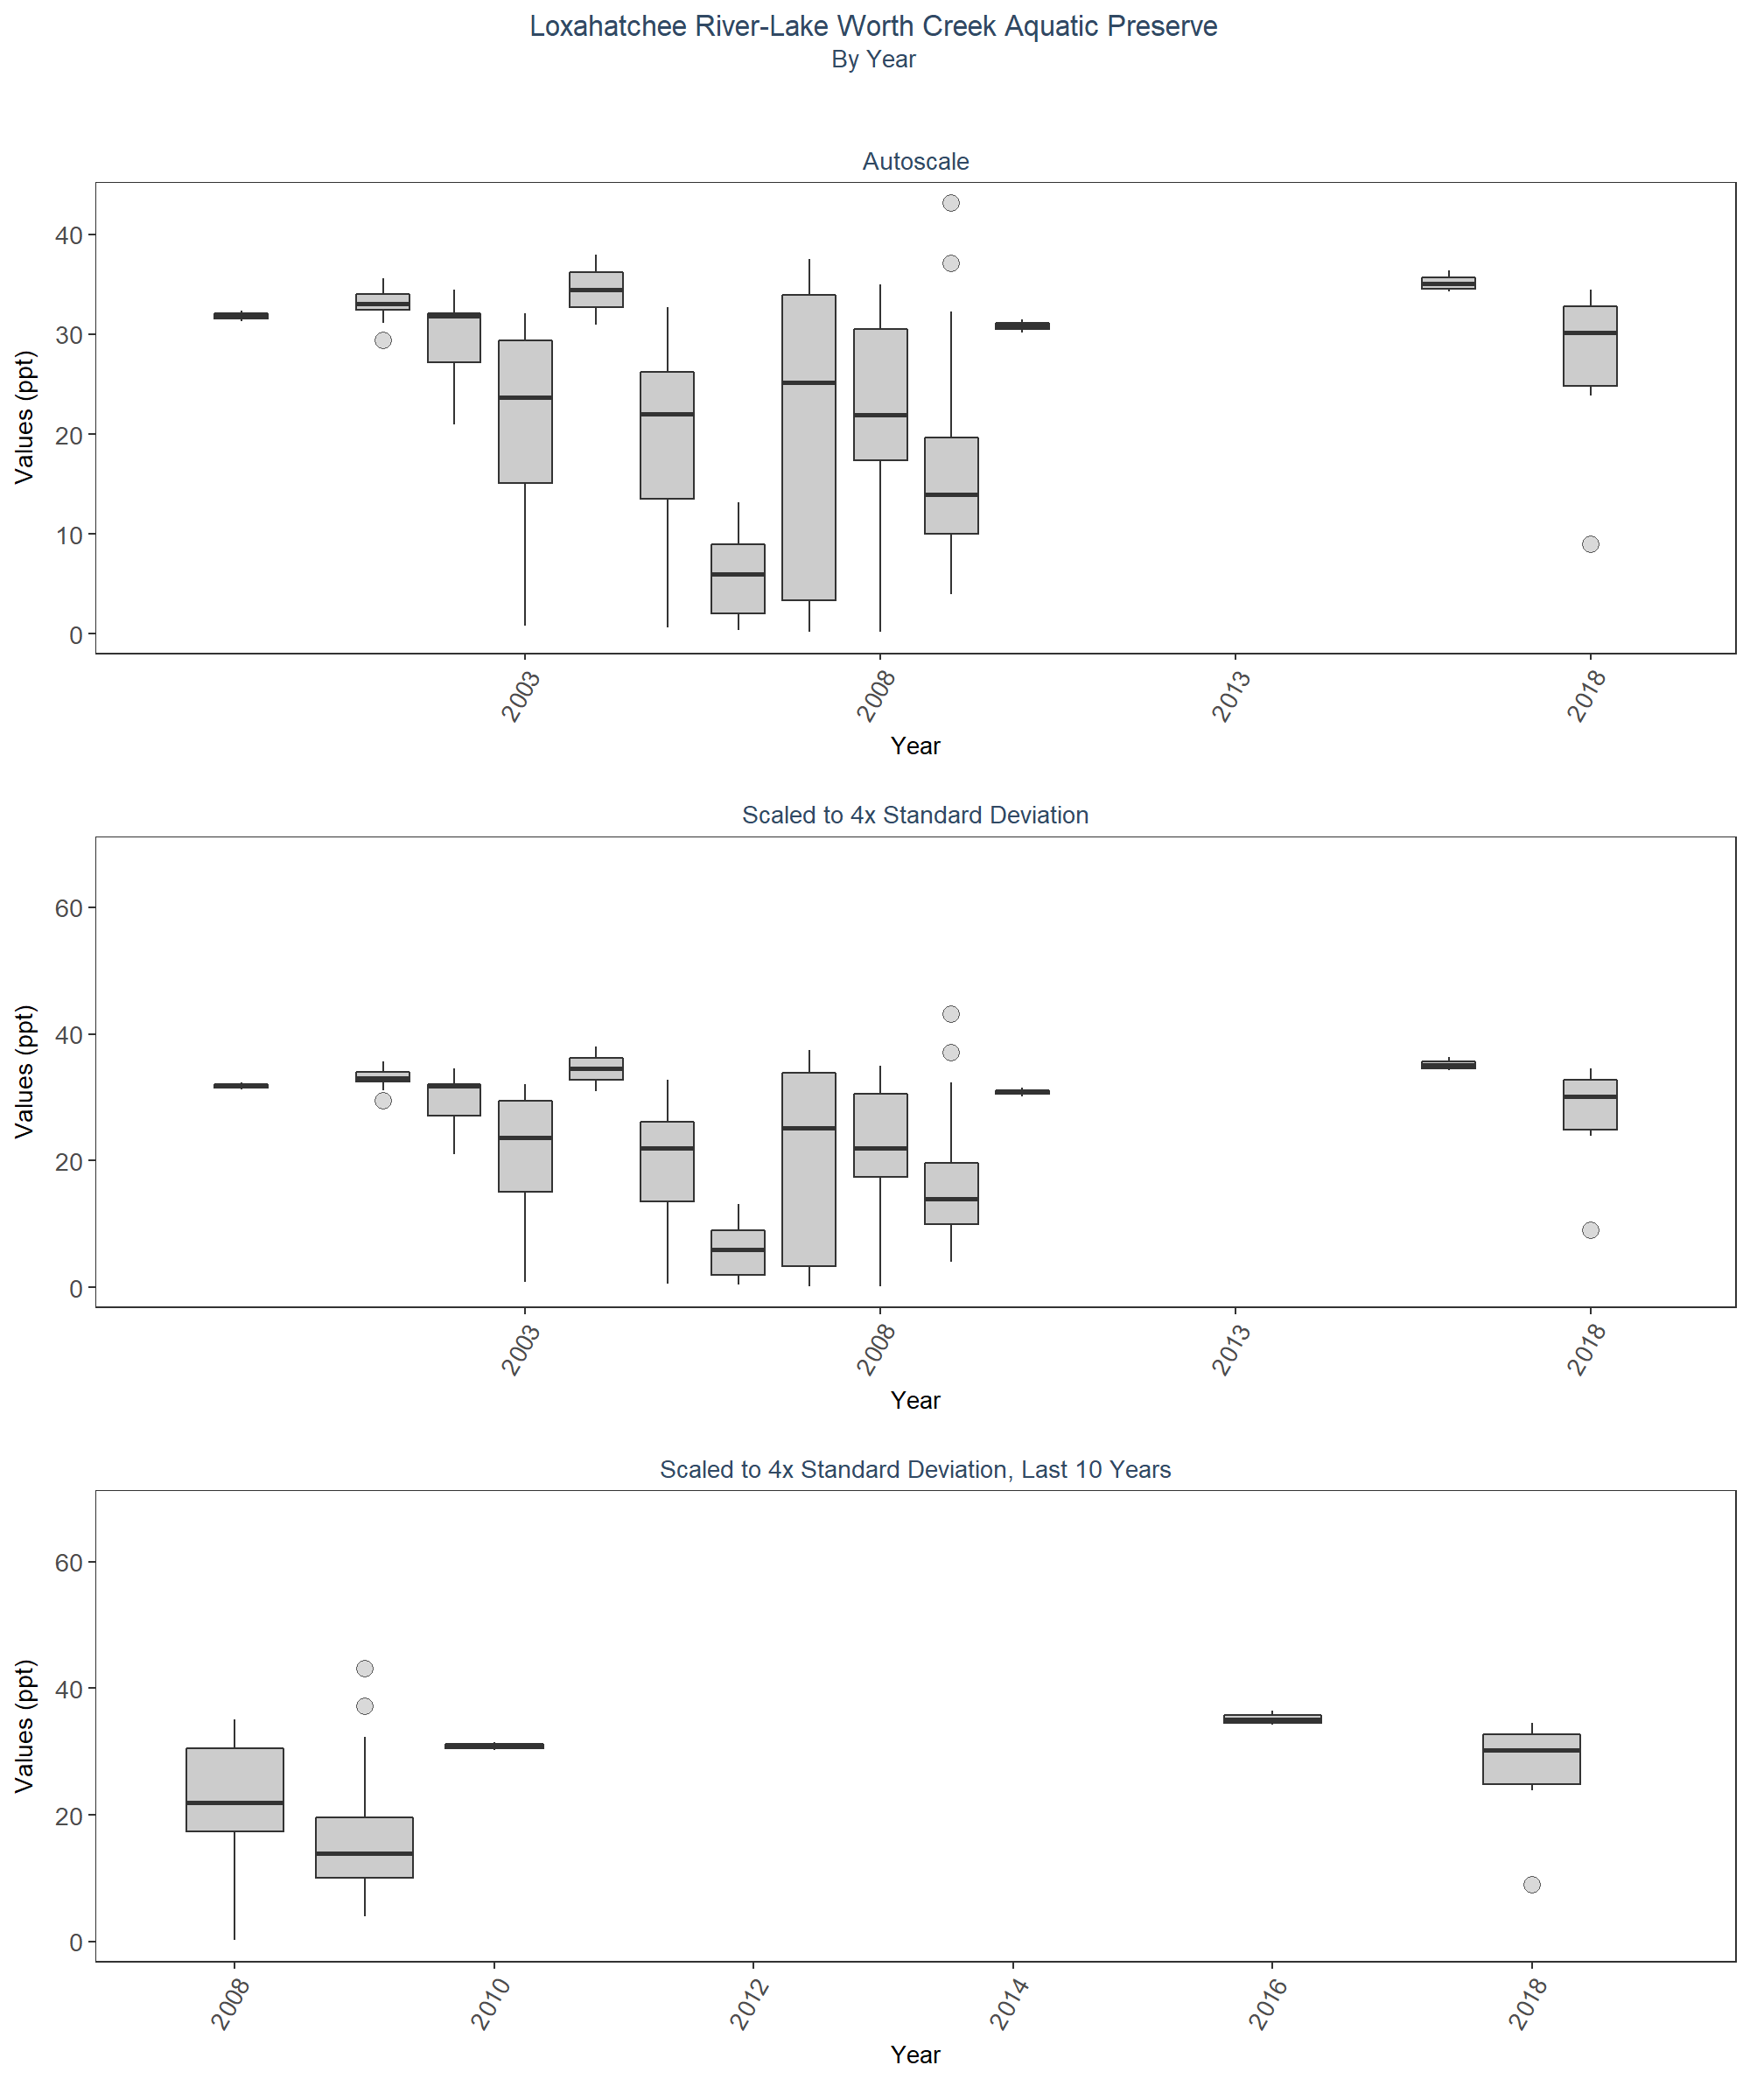 Loxahatchee River-Lake Worth Creek Aquatic Preserve
By Year
Autoscale
Values (ppt)
40
30
20
10
0
2003
2008
2013
2018
Year
Scaled to 4x Standard Deviation
Values (ppt)
60
40
20
0
2003
2008
2013
2018
Year
Scaled to 4x Standard Deviation, Last 10 Years
Values (ppt)
60
40
20
0
2008
2010
2012
2014
2016
2018
Year